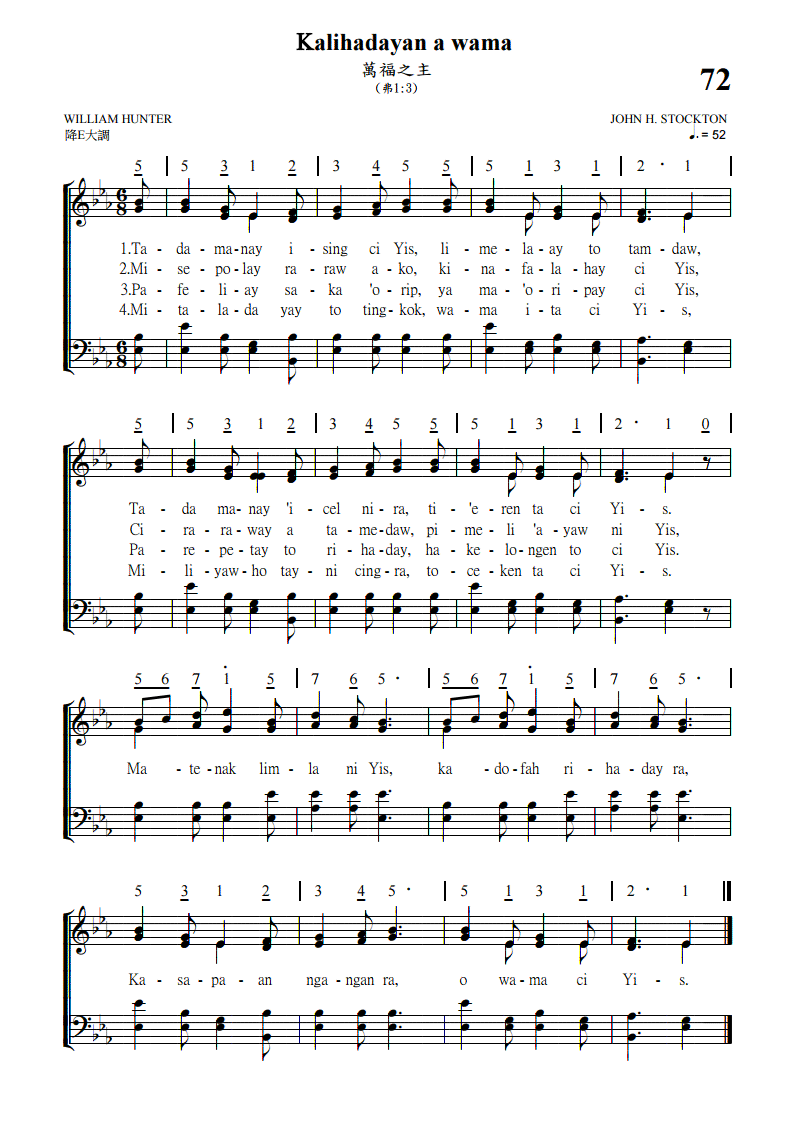 Kalihadayan a wama
萬福之主
(弗1:3)
72
WILLIAM HUNTER
JOHN H. STOCKTON
降E大調
♩. = 52
5 | 5 3 1 2 | 3 4 5 5 | 5 1 3 1 | 2 · 1 |
1.Ta - da - ma-nay i - sing ci Yis, li - me - la-ay to tam-daw,
2.Mi - se - po-lay ra - raw a - ko, ki - na - fa - la-hay ci Yis,
3.Pa - fe - li-ay sa - ka 'o-rip, ya ma - 'o - ri - pay ci Yis,
4.Mi - ta - la-da yay to ting-kok, wa - ma i - ta ci Yi - s,
5 | 5 3 1 2 | 3 4 5 5 | 5 1 3 1 | 2 · 1 0 |
Ta - da ma - nay 'i - cel ni - ra, ti - 'e - ren ta ci Yi - s.
Ci - ra - ra - way a ta - me-daw, pi - me - li 'a - yaw ni Yis,
Pa - re - pe - tay to ri - ha - day, ha - ke - lon-gen to ci Yis.
Mi - li - yaw-ho tay - ni cing-ra, to - ce - ken ta ci Yi - s.
5 6 7 1 5 | 7 6 5 · | 5 6 7 1 5 | 7 6 5 · |
Ma - te - nak lim - la ni Yis, ka - do - fah ri - ha - day ra,
5 3 1 2 | 3 4 5 · | 5 1 3 1 | 2 · 1
Ka - sa - pa - an nga - ngan ra, o wa - ma ci Yi - s.